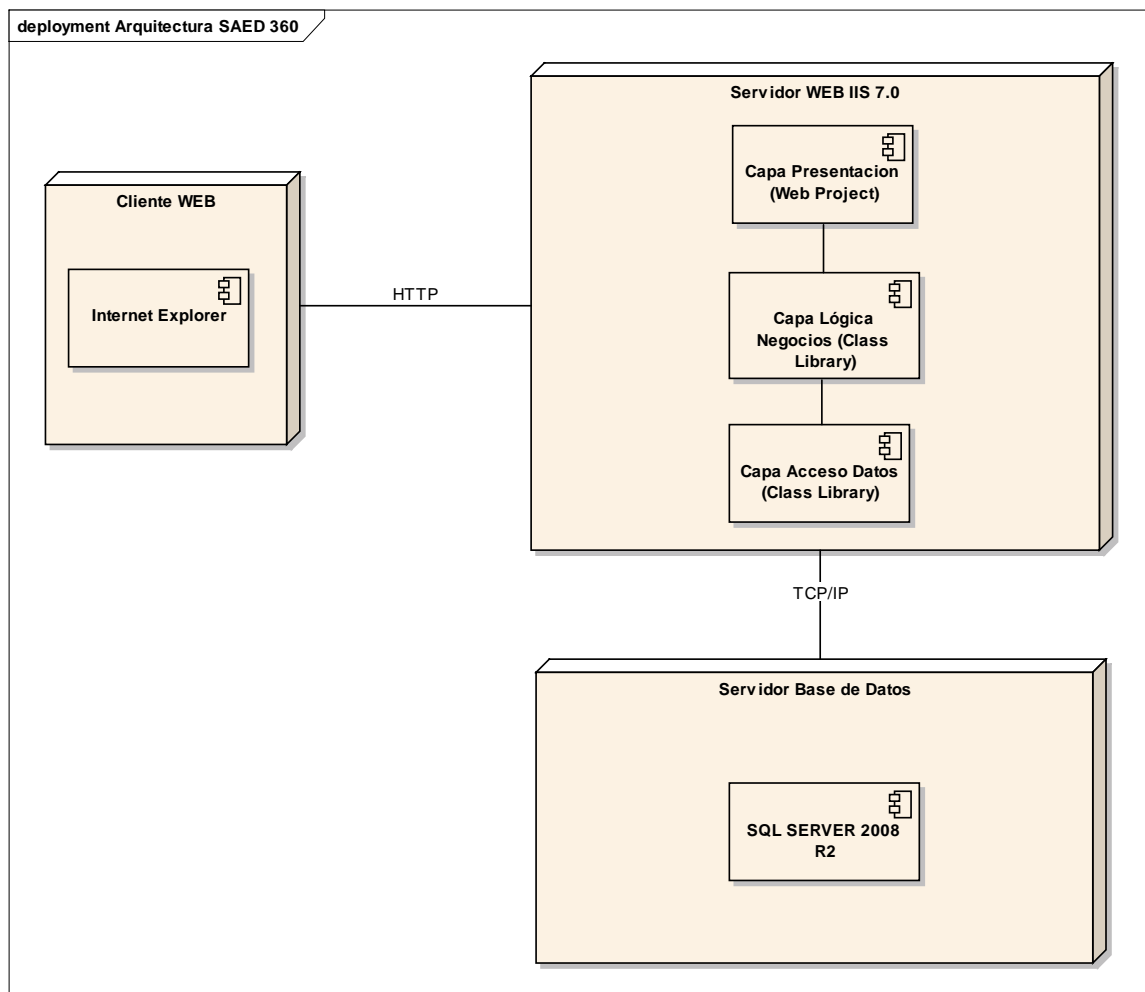 deployment Arquitectura SAED 360
Servidor WEB IIS 7.0
Capa Presentacion
(Web Project)
Cliente WEB
Internet Explorer
HTTP
Capa Lógica
Negocios (Class
Library)
Capa Acceso Datos
(Class Library)
TCP/IP
Servidor Base de Datos
SQL SERVER 2008
R2